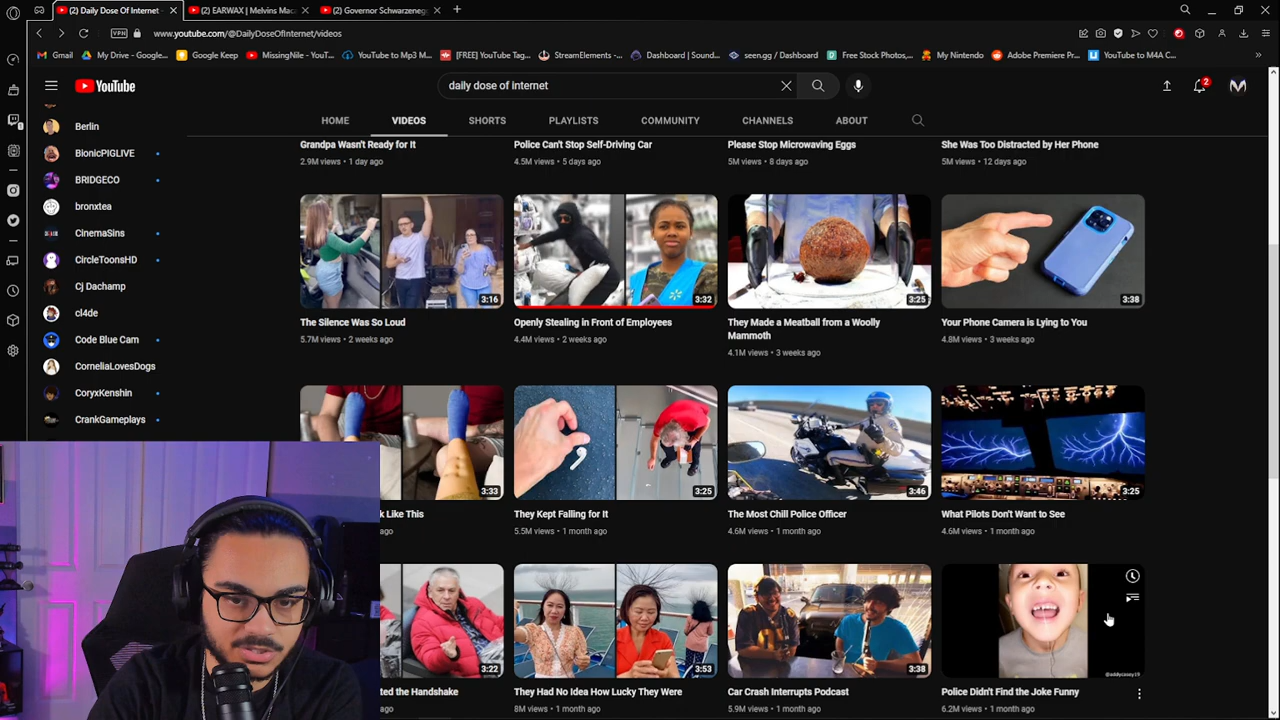 (2) Daily Dose Of Internet -
(2) EARWAX | Melvins Mac
(2) Governor Schwarzeneg
VPN
www.youtube.com/@DailyDoseOfInternet/videos
Gmail
My Drive - Google...
Google Keep
MissingNile - YouT...
YouTube to Mp3 M...
[FREE] YouTube Tag...
StreamElements -...
Dashboard | Sound...
seen.gg / Dashboard
Free Stock Photos,...
My Nintendo
Adobe Premiere Pr...
YouTube to M4A C...
YouTube
daily dose of internet
2
HOME
VIDEOS
SHORTS
PLAYLISTS
COMMUNITY
CHANNELS
ABOUT
Berlin
BionicPIGLIVE
BRIDGECO
bronxtea
CinemaSins
CircleToonsHD
Cj Dachamp
cl4de
Code Blue Cam
CorneliaLovesDogs
CoryxKenshin
CrankGameplays
Grandpa Wasn't Ready for It
2.9M views • 1 day ago
Police Can't Stop Self-Driving Car
4.5M views • 5 days ago
Please Stop Microwaving Eggs
5M views • 8 days ago
She Was Too Distracted by Her Phone
5M views • 12 days ago
3:16
The Silence Was So Loud
5.7M views • 2 weeks ago
3:32
Openly Stealing in Front of Employees
4.4M views • 2 weeks ago
3:25
They Made a Meatball from a Woolly
Mammoth
4.1M views • 3 weeks ago
3:38
Your Phone Camera is Lying to You
4.8M views • 3 weeks ago
3:33
Like This
ago
3:25
They Kept Falling for It
5.5M views • 1 month ago
3:46
The Most Chill Police Officer
4.6M views • 1 month ago
3:25
What Pilots Don't Want to See
4.6M views • 1 month ago
3:22
the Handshake
ago
3:53
They Had No Idea How Lucky They Were
8M views • 1 month ago
3:38
Car Crash Interrupts Podcast
5.9M views • 1 month ago
Police Didn't Find the Joke Funny
6.2M views • 1 month ago